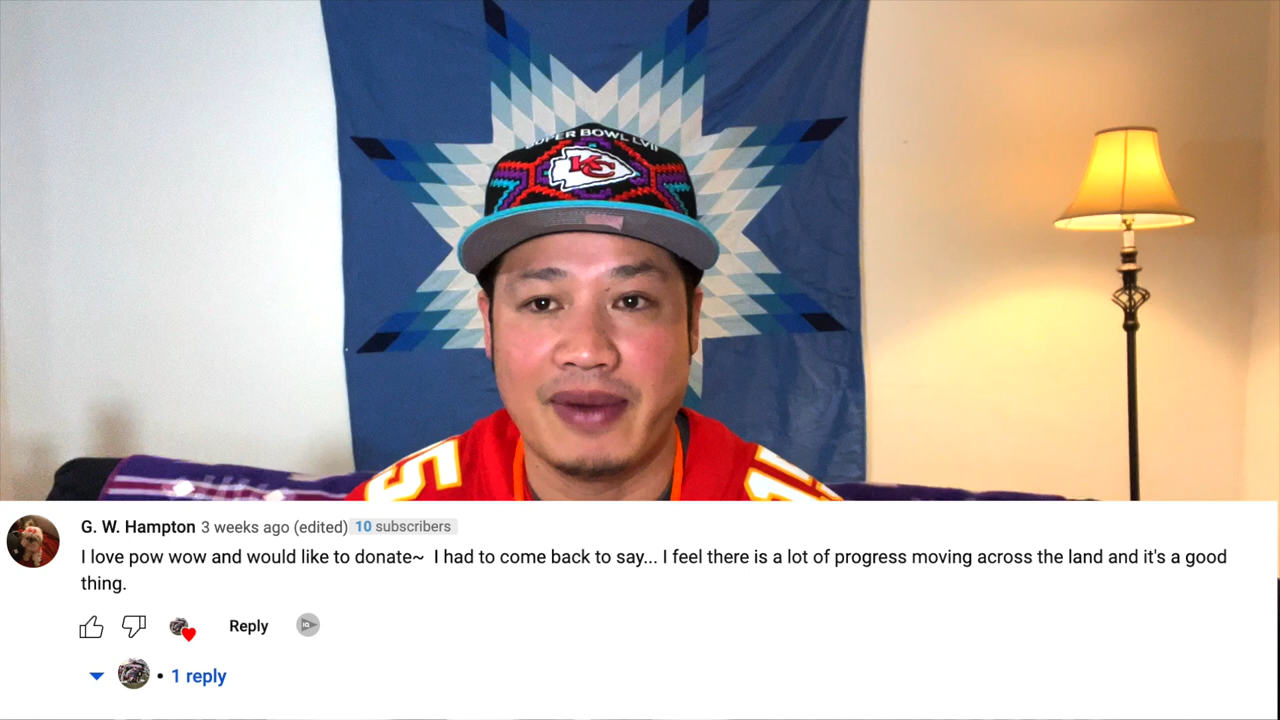 SUPER BOWL LVII
KC
15
15
G. W. Hampton 3 weeks ago (edited) 10 subscribers
I love pow wow and would like to donate~ I had to come back to say... I feel there is a lot of progress moving across the land and it's a good
thing.
Reply
1 reply